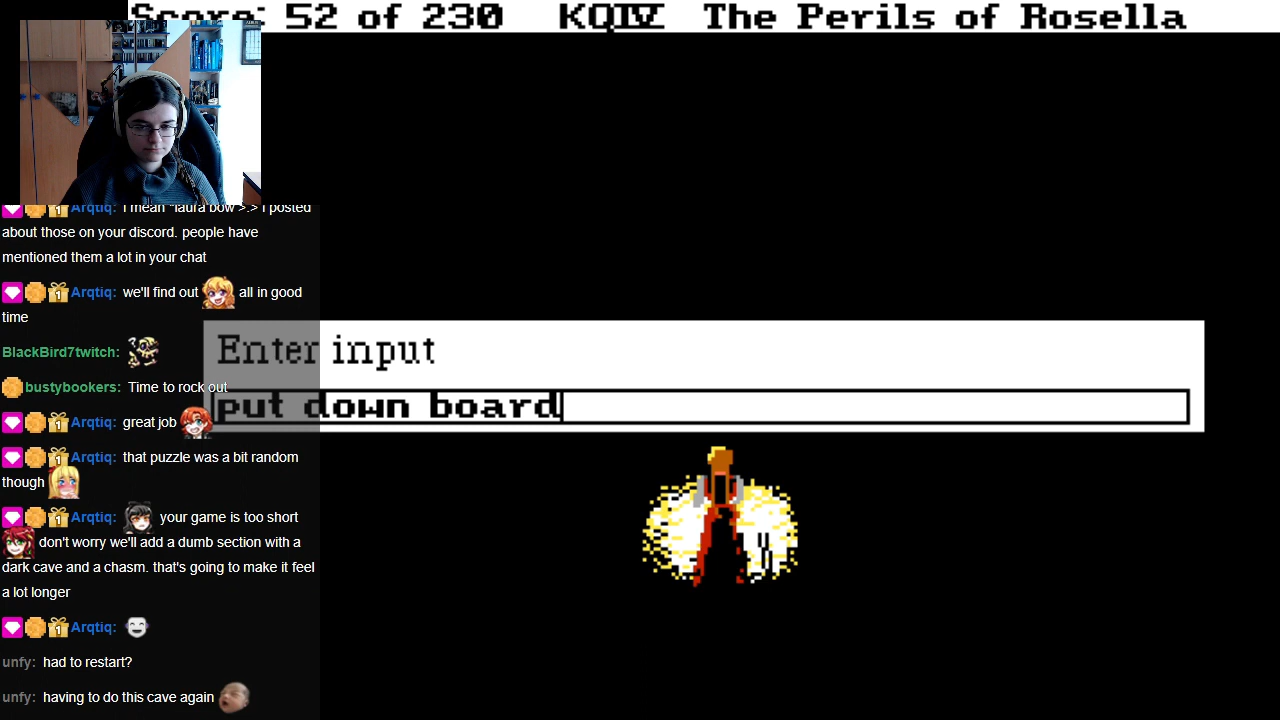 Score: 52 of 230 KQIV The Perils of Rosella
Arqtiq: I mean "laura bow >.> I posted
about those on your discord. people have
mentioned them a lot in your chat
Arqtiq: we'll find out all in good
time
BlackBird7twitch:
Enter input
bustybookers: Time to rock out
put down board
Arqtiq: great job
Arqtiq: that puzzle was a bit random
though
Arqtiq: your game is too short
don't worry we'll add a dumb section with a
dark cave and a chasm. that's going to make it feel
a lot longer
Arqtiq:
unfy: had to restart?
unfy: having to do this cave again